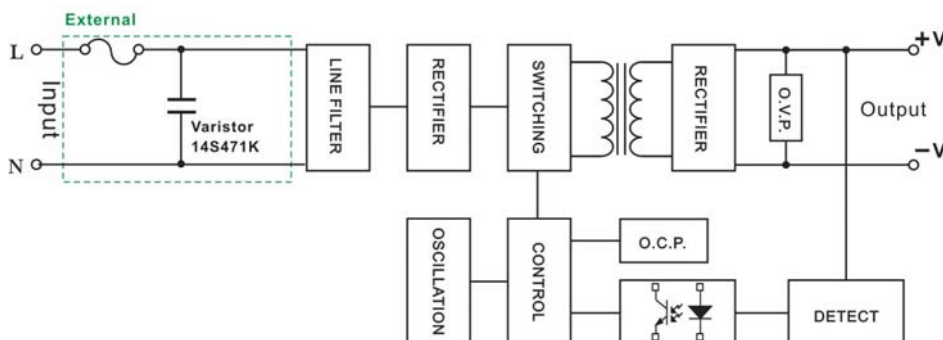 External
L
Input
N
Varistor
14S471K
LINE FILTER
RECTIFIER
SWITCHING
RECTIFIER
O.V.P.
+V
Output
-V
OSCILLATION
CONTROL
O.C.P.
DETECT